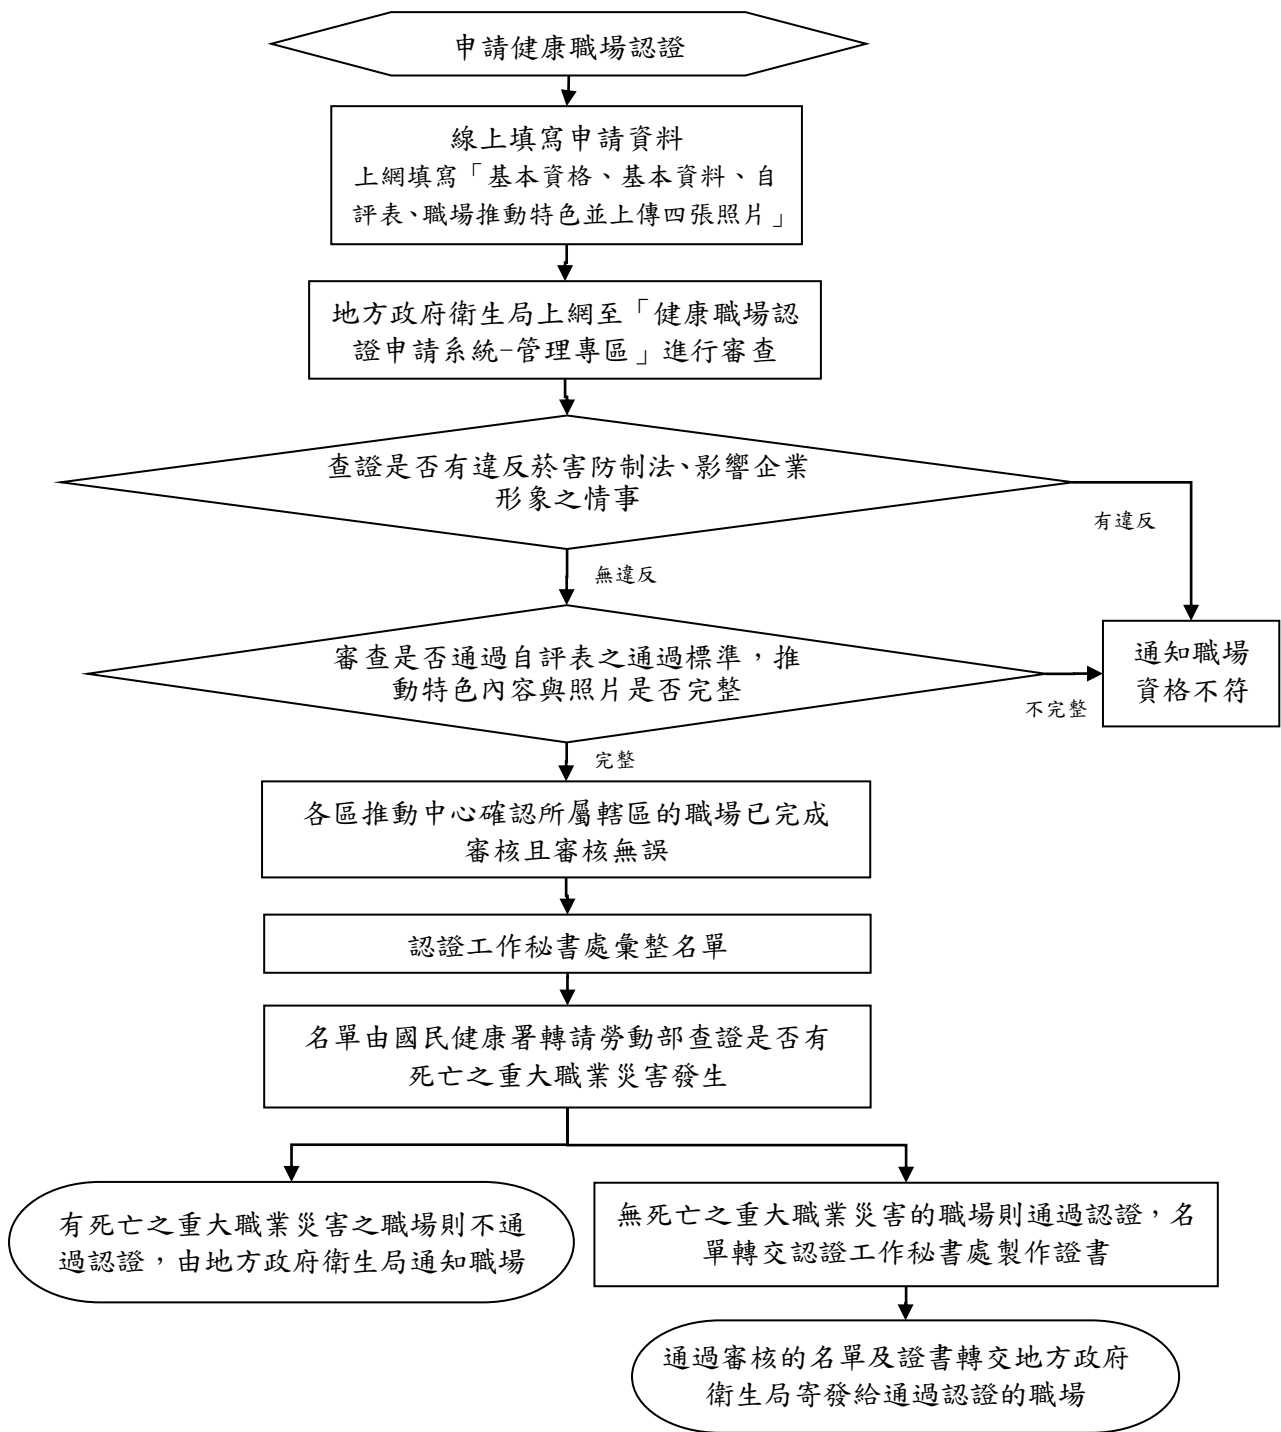 申請健康職場認證
線上填寫申請資料
上網填寫「基本資格、基本資料、自
評表、職場推動特色並上傳四張照片」
地方政府衛生局上網至「健康職場認
證申請系統-管理專區」進行審查
查證是否有違反菸害防制法、影響企業
形象之情事
有違反
無違反
審查是否通過自評表之通過標準，推
動特色內容與照片是否完整
通知職場
資格不符
不完整
完整
各區推動中心確認所屬轄區的職場已完成
審核且審核無誤
認證工作秘書處彙整名單
名單由國民健康署轉請勞動部查證是否有
死亡之重大職業災害發生
有死亡之重大職業災害之職場則不通
過認證，由地方政府衛生局通知職場
無死亡之重大職業災害的職場則通過認證，名
單轉交認證工作秘書處製作證書
通過審核的名單及證書轉交地方政府
衛生局寄發給通過認證的職場